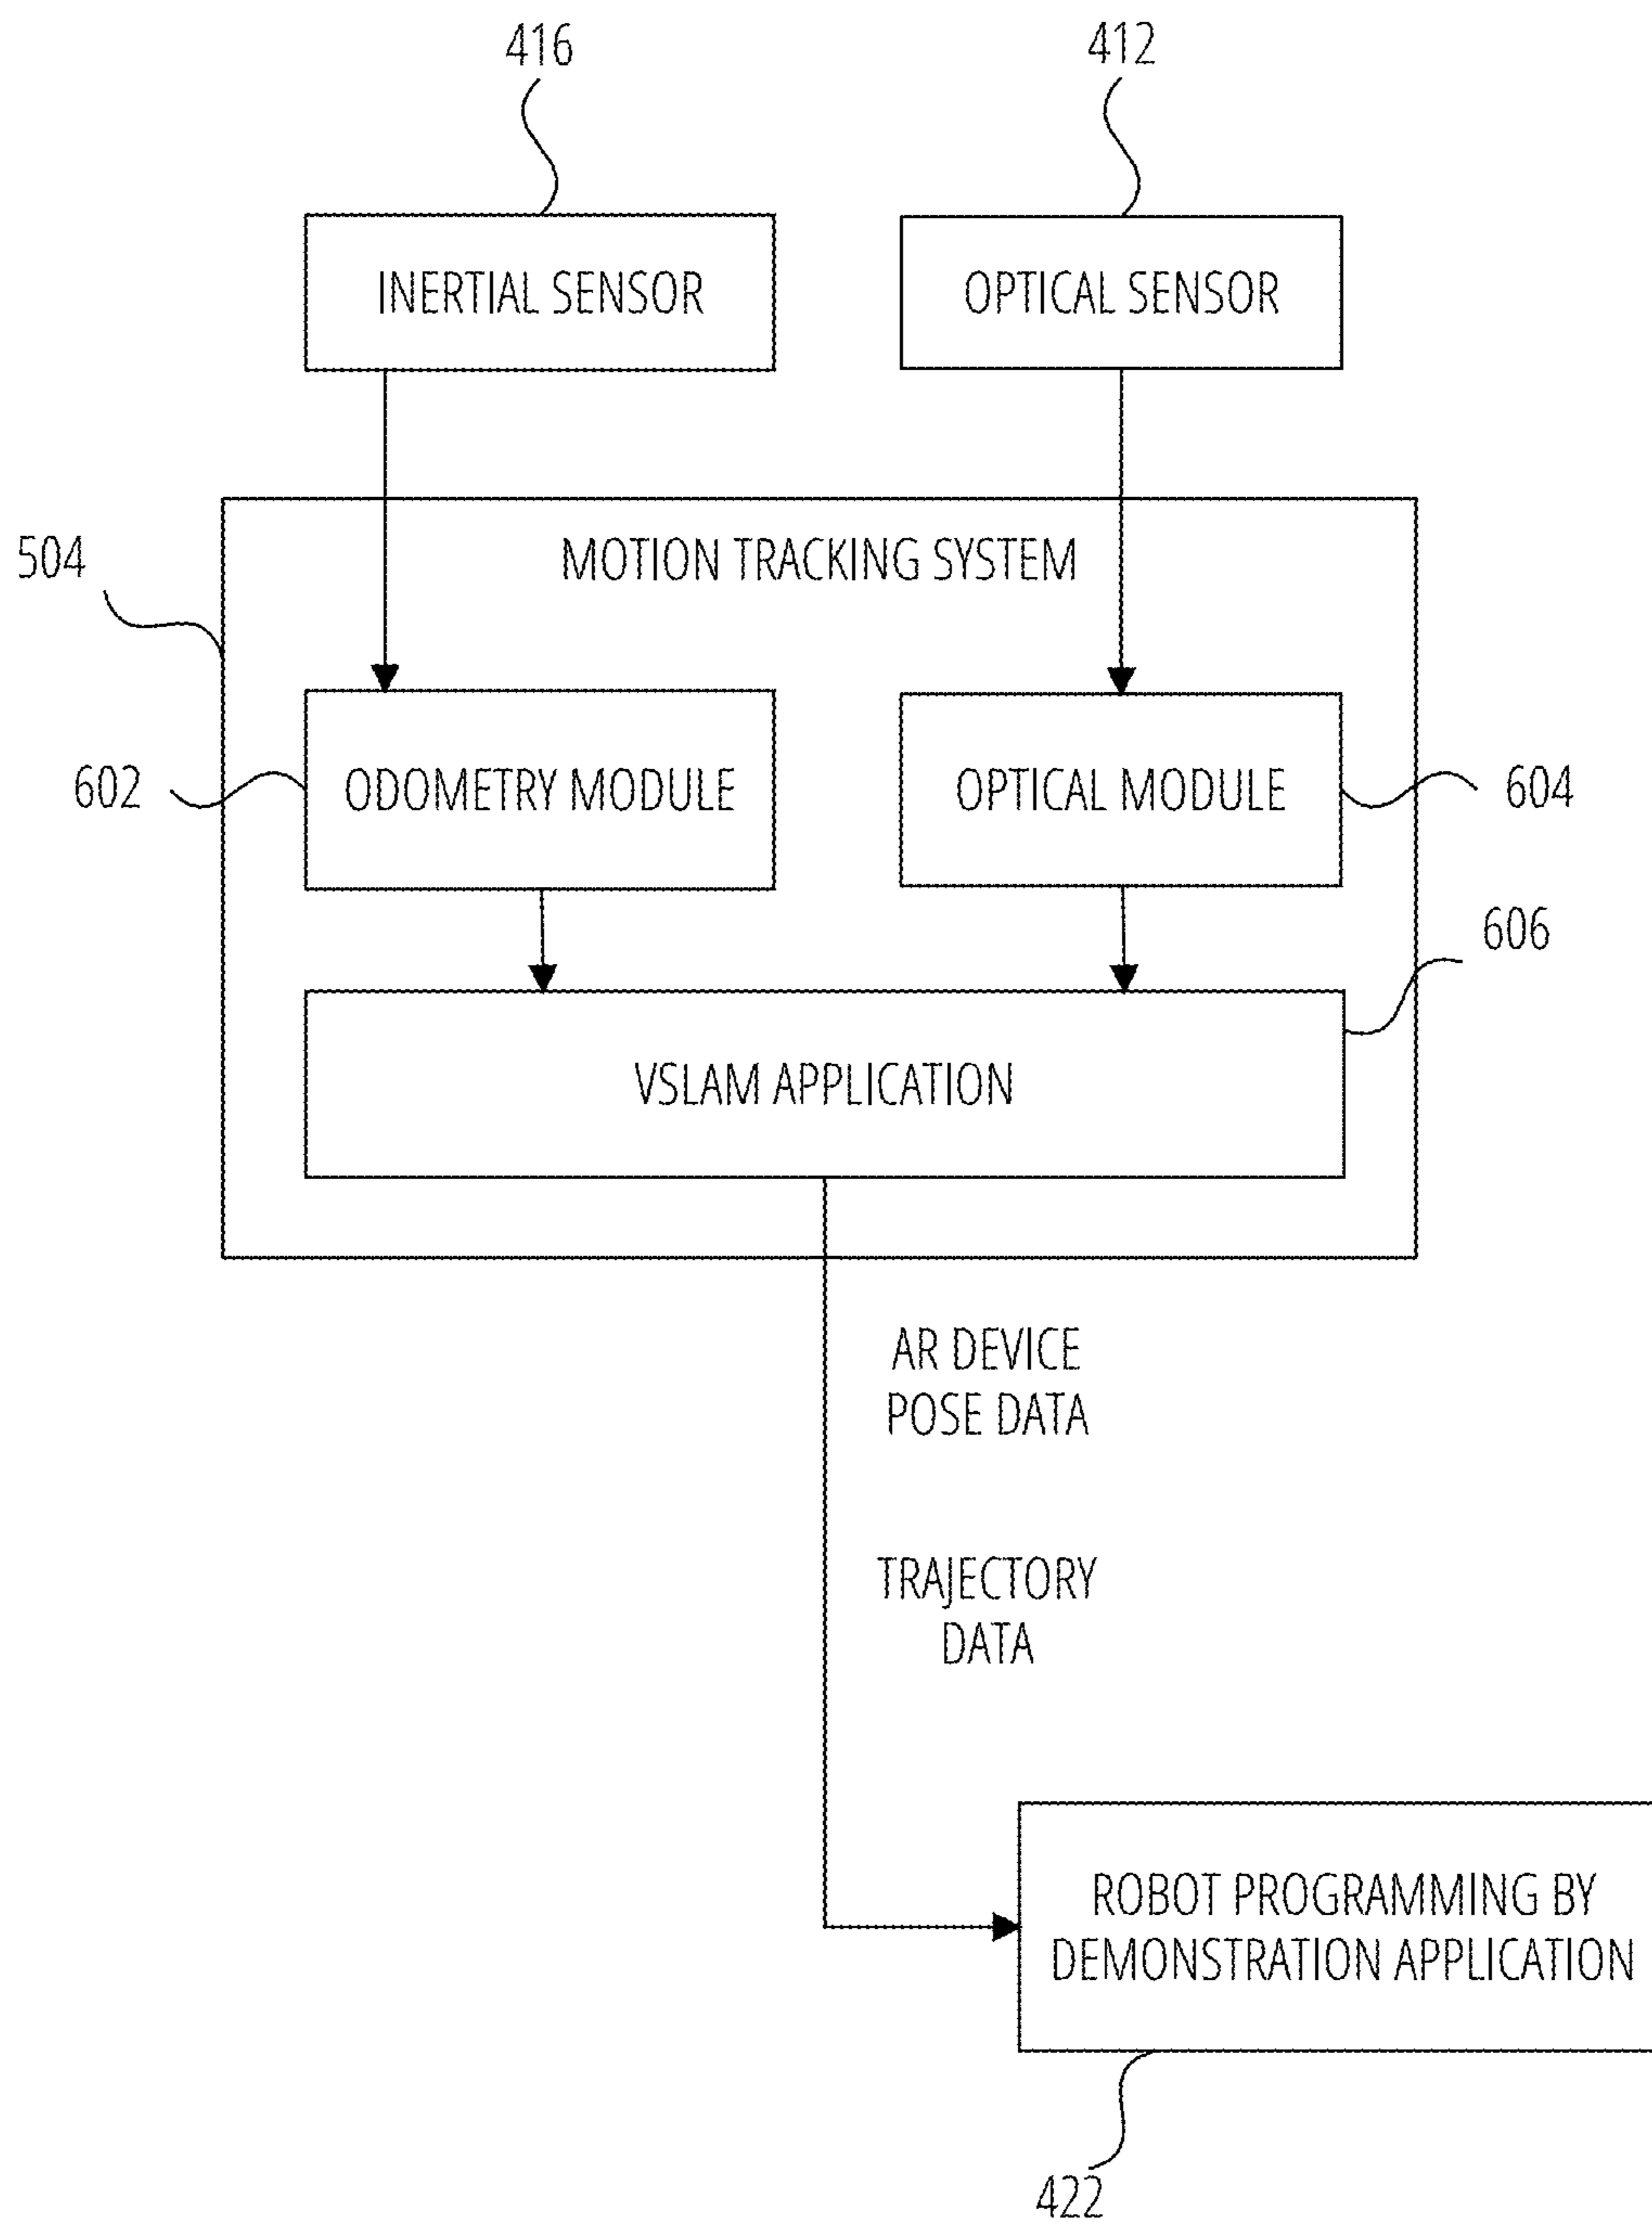 416
412
INERTIAL SENSOR
OPTICAL SENSOR
504
MOTION TRACKING SYSTEM
602
ODOMETRY MODULE
OPTICAL MODULE
604
606
VSLAM APPLICATION
AR DEVICE
POSE DATA
TRAJECTORY
DATA
ROBOT PROGRAMMING BY
DEMONSTRATION APPLICATION
422